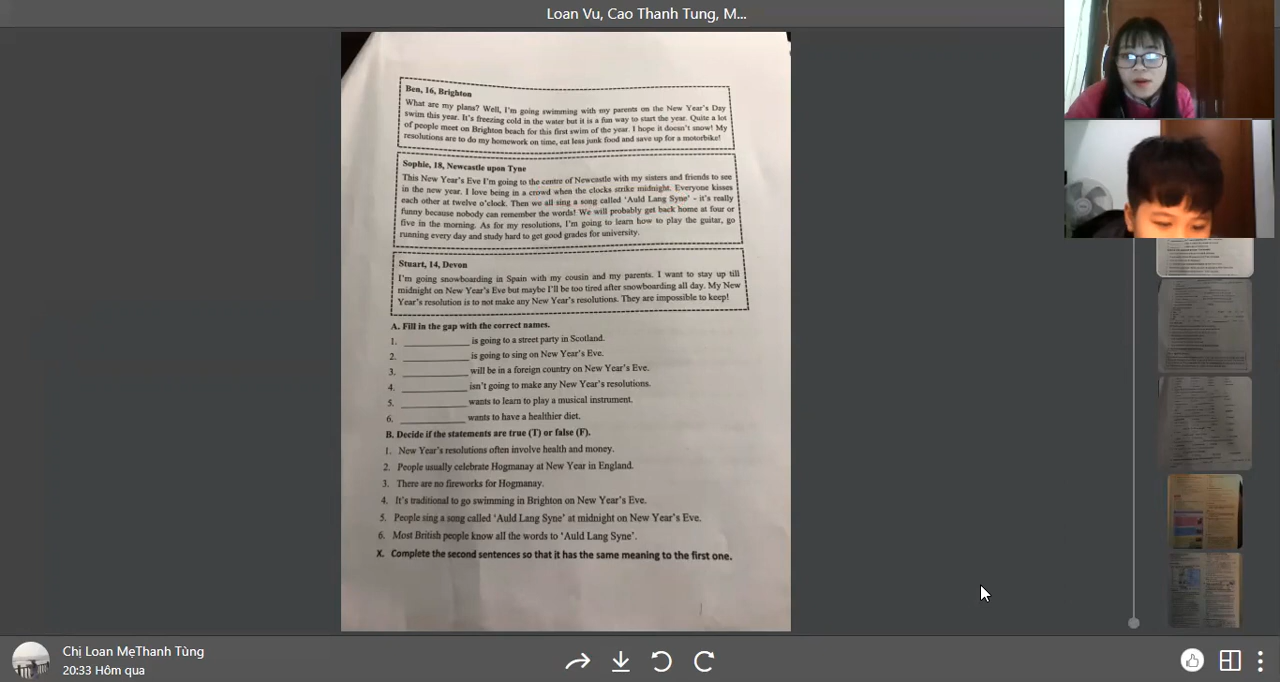 Loan Vu, Cao Thanh Tung, M...
Ben, 16, Brighton
What are my plans? Well, I'm going swimming with my parents on the New Year's Day
swim this year. It's freezing cold in the water but it is a fun way to start the year. Quite a lot
of people meet on Brighton beach for this first swim of the year. I hope it doesn't snow! My
resolutions are to do my homework on time, eat less junk food and save up for a motorbike!
Sophie, 18, Newcastle upon Tyne
This New Year's Eve I'm going to the centre of Newcastle with my sisters and friends to see
in the new year. I love being in a crowd when the clocks strike midnight. Everyone kisses
each other at twelve o'clock. Then we all sing a song called 'Auld Lang Syne' - it's really
funny because nobody can remember the words! We will probably get back home at four or
five in the morning. As for my resolutions, I'm going to learn how to play the guitar, go
running every day and study hard to get good grades for university.
Stuart, 14, Devon
I'm going snowboarding in Spain with my cousin and my parents. I want to stay up till
midnight on New Year's Eve but maybe I'll be too tired after snowboarding all day. My New
Year's resolution is to not make any New Year's resolutions. They are impossible to keep!
A. Fill in the gap with the correct names.
1. __________ is going to a street party in Scotland.
2. __________ is going to sing on New Year's Eve.
3. __________ will be in a foreign country on New Year's Eve.
4. __________ isn't going to make any New Year's resolutions.
5. __________ wants to learn to play a musical instrument.
6. __________ wants to have a healthier diet.
B. Decide if the statements are true (T) or false (F).
1. New Year's resolutions often involve health and money.
2. People usually celebrate Hogmanay at New Year in England.
3. There are no fireworks for Hogmanay.
4. It's traditional to go swimming in Brighton on New Year's Eve.
5. People sing a song called 'Auld Lang Syne' at midnight on New Year's Eve.
6. Most British people know all the words to 'Auld Lang Syne'.
X. Complete the second sentences so that it has the same meaning to the first one.
Chị Loan MẹThanh Tùng
20:33 Hôm qua